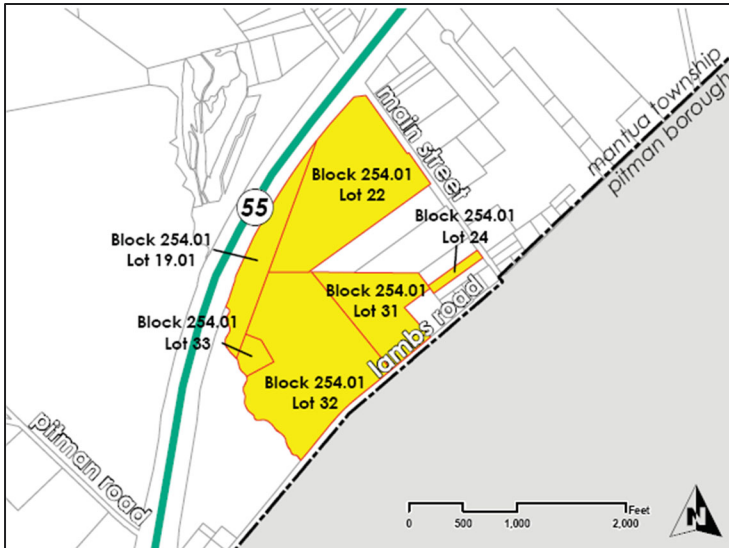 main street
mantua township
pitman borough
Block 254.01
Lot 22
55
Block 254.01
Lot 24
Block 254.01
Lot 19.01
Block 254.01
Lot 31
Block 254.01
Lot 33
lambs road
Block 254.01
Lot 32
pitman road
Feet
0 500 1,000 2,000
N